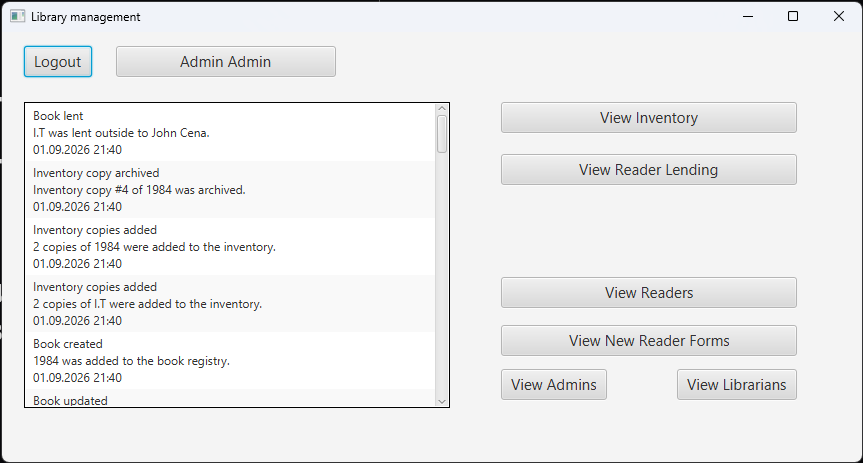 Library management
Logout
Admin Admin
Book lent
I.T was lent outside to John Cena.
01.09.2026 21:40
Inventory copy archived
Inventory copy #4 of 1984 was archived.
01.09.2026 21:40
Inventory copies added
2 copies of 1984 were added to the inventory.
01.09.2026 21:40
Inventory copies added
2 copies of I.T were added to the inventory.
01.09.2026 21:40
Book created
1984 was added to the book registry.
01.09.2026 21:40
Book updated
View Inventory
View Reader Lending
View Readers
View New Reader Forms
View Admins
View Librarians